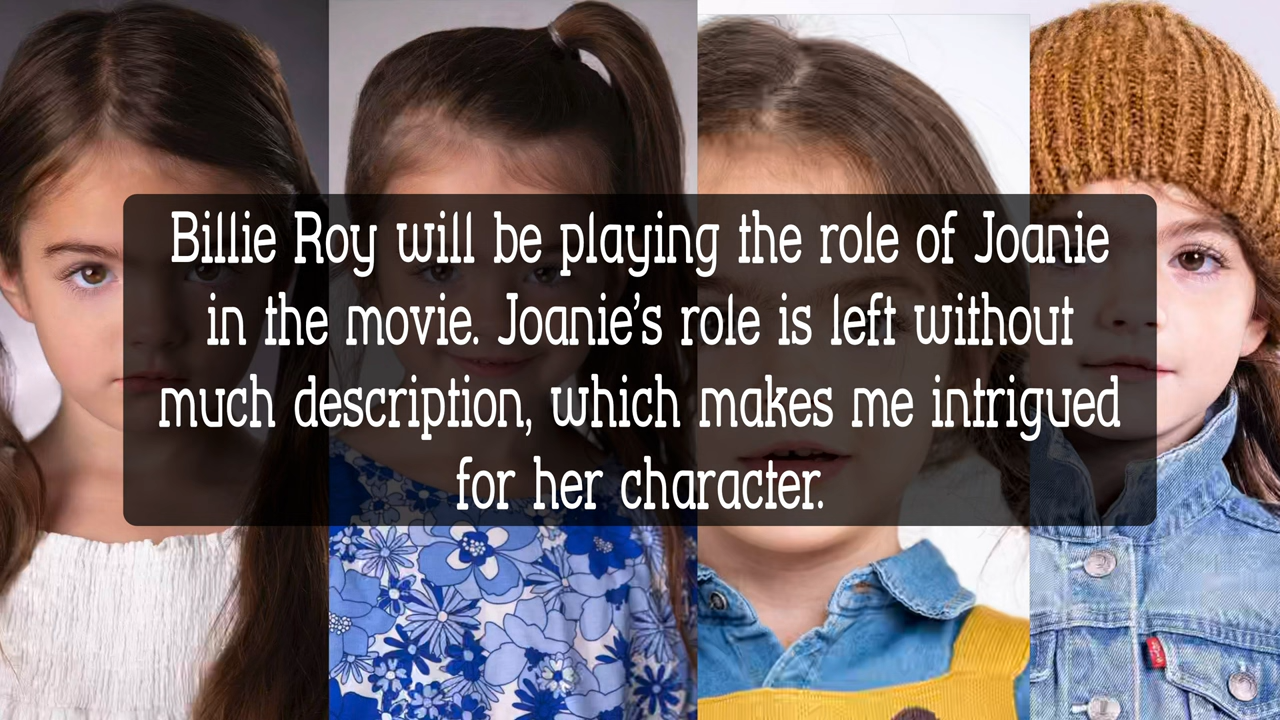 Billie Roy will be playing the role of Joanie
in the movie. Joanie’s role is left without
much description, which makes me intrigued
for her character.